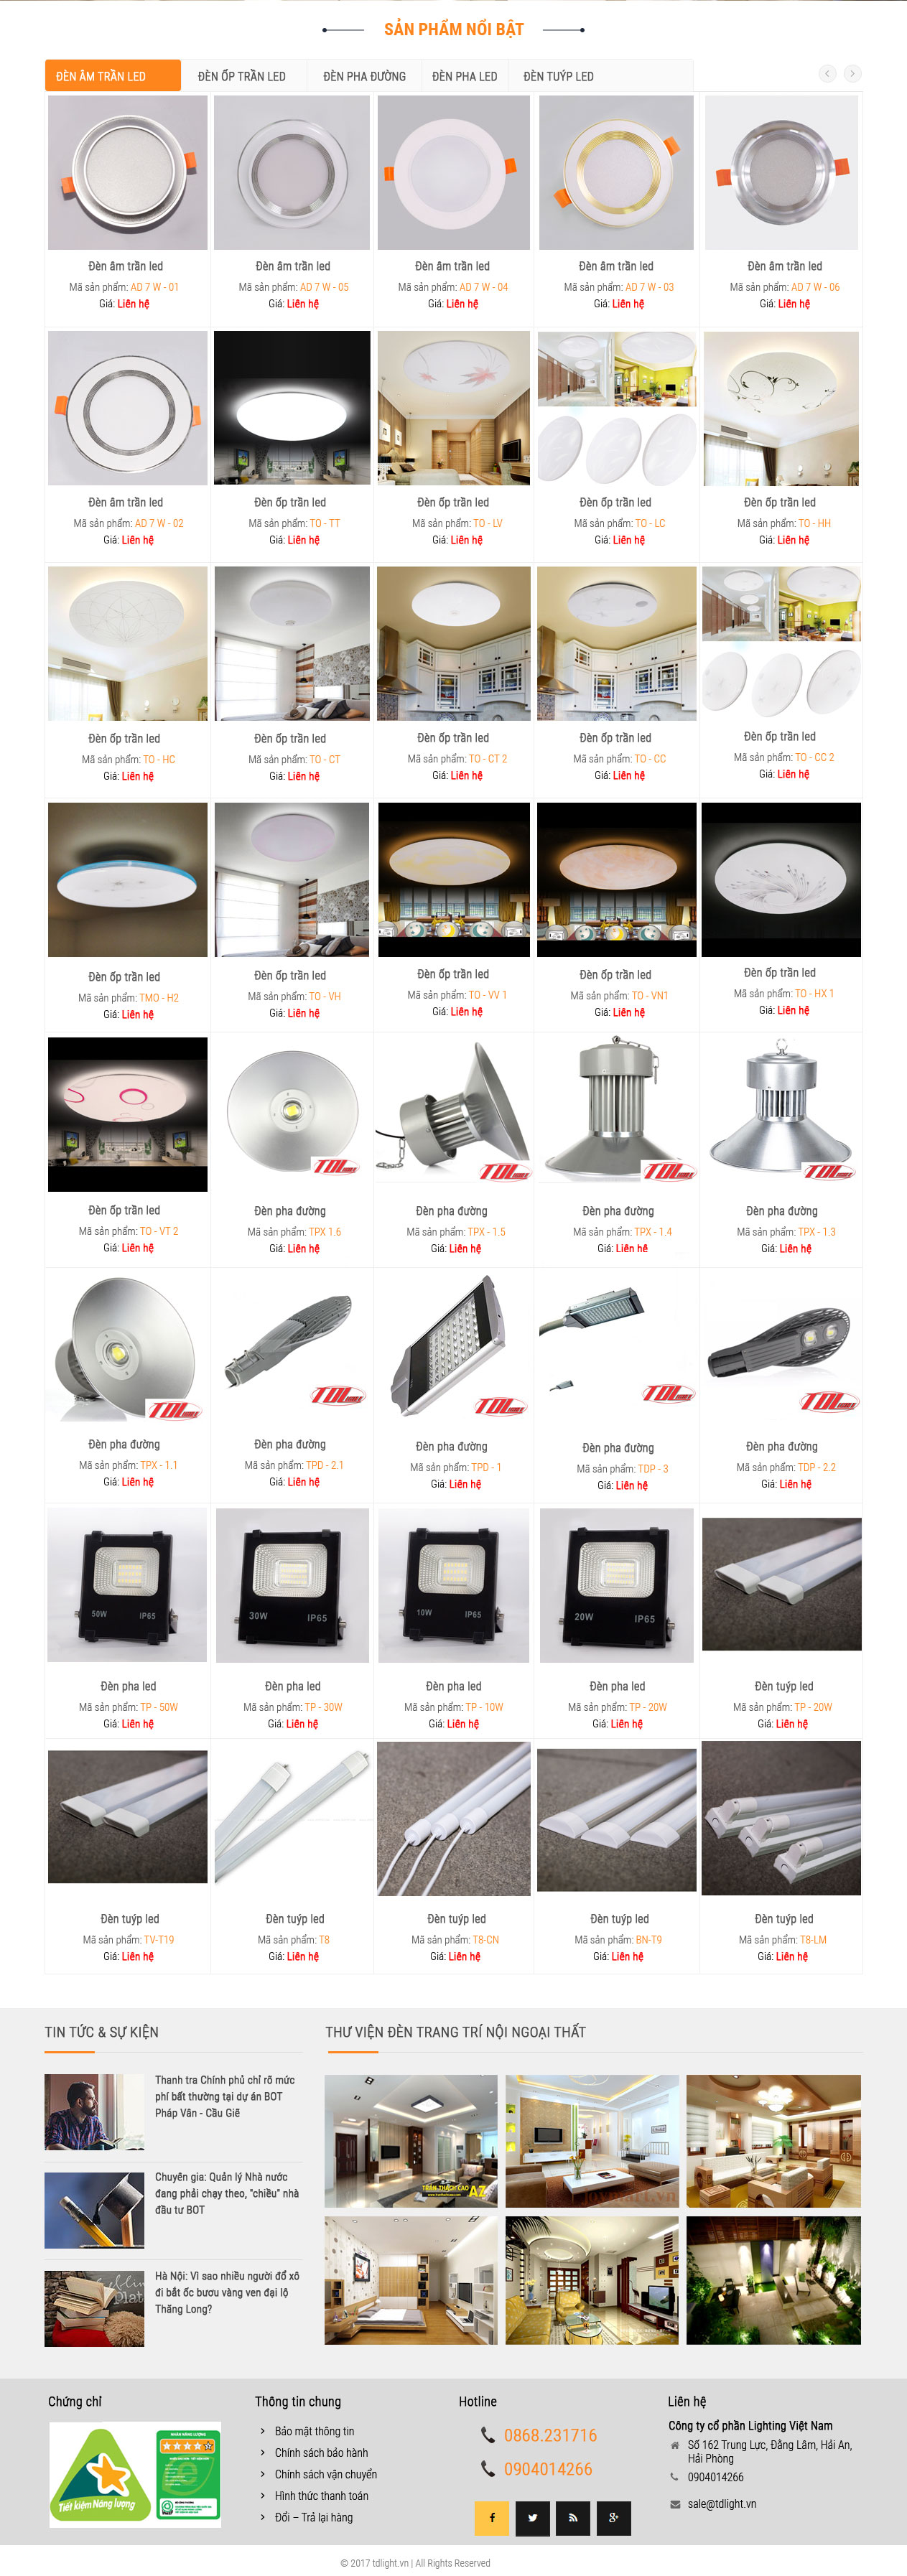 SẢN PHẨM NỔI BẬT
ĐÈN ÂM TRẦN LED ĐÈN ỐP TRẦN LED ĐÈN PHA ĐƯỜNG ĐÈN PHA LED ĐÈN TUÝP LED
Đèn âm trần led
Mã sản phẩm: AD 7 W - 01
Giá: Liên hệ
Đèn âm trần led
Mã sản phẩm: AD 7 W - 05
Giá: Liên hệ
Đèn âm trần led
Mã sản phẩm: AD 7 W - 04
Giá: Liên hệ
Đèn âm trần led
Mã sản phẩm: AD 7 W - 03
Giá: Liên hệ
Đèn âm trần led
Mã sản phẩm: AD 7 W - 06
Giá: Liên hệ
Đèn âm trần led
Mã sản phẩm: AD 7 W - 02
Giá: Liên hệ
Đèn ốp trần led
Mã sản phẩm: TO - TT
Giá: Liên hệ
Đèn ốp trần led
Mã sản phẩm: TO - LV
Giá: Liên hệ
Đèn ốp trần led
Mã sản phẩm: TO - LC
Giá: Liên hệ
Đèn ốp trần led
Mã sản phẩm: TO - HH
Giá: Liên hệ
Đèn ốp trần led
Mã sản phẩm: TO - HC
Giá: Liên hệ
Đèn ốp trần led
Mã sản phẩm: TO - CT
Giá: Liên hệ
Đèn ốp trần led
Mã sản phẩm: TO - CT 2
Giá: Liên hệ
Đèn ốp trần led
Mã sản phẩm: TO - CC
Giá: Liên hệ
Đèn ốp trần led
Mã sản phẩm: TO - CC 2
Giá: Liên hệ
Đèn ốp trần led
Mã sản phẩm: TMO - H2
Giá: Liên hệ
Đèn ốp trần led
Mã sản phẩm: TO - VH
Giá: Liên hệ
Đèn ốp trần led
Mã sản phẩm: TO - VV 1
Giá: Liên hệ
Đèn ốp trần led
Mã sản phẩm: TO - VN1
Giá: Liên hệ
Đèn ốp trần led
Mã sản phẩm: TO - HX 1
Giá: Liên hệ
Đèn ốp trần led
Mã sản phẩm: TO - VT 2
Giá: Liên hệ
TDL
Đèn pha đường
Mã sản phẩm: TPX 1.6
Giá: Liên hệ
TDL
Đèn pha đường
Mã sản phẩm: TPX - 1.5
Giá: Liên hệ
TDL
Đèn pha đường
Mã sản phẩm: TPX - 1.4
Giá: Liên hệ
TDL
Đèn pha đường
Mã sản phẩm: TPX - 1.3
Giá: Liên hệ
TDL
Đèn pha đường
Mã sản phẩm: TPX - 1.1
Giá: Liên hệ
TDL
Đèn pha đường
Mã sản phẩm: TPD - 2.1
Giá: Liên hệ
TDL
Đèn pha đường
Mã sản phẩm: TPD - 1
Giá: Liên hệ
TDL
Đèn pha đường
Mã sản phẩm: TDP - 3
Giá: Liên hệ
TDL
Đèn pha đường
Mã sản phẩm: TDP - 2.2
Giá: Liên hệ
50W IP65
Đèn pha led
Mã sản phẩm: TP - 50W
Giá: Liên hệ
30W IP65
Đèn pha led
Mã sản phẩm: TP - 30W
Giá: Liên hệ
10W IP65
Đèn pha led
Mã sản phẩm: TP - 10W
Giá: Liên hệ
20W IP65
Đèn pha led
Mã sản phẩm: TP - 20W
Giá: Liên hệ
Đèn tuýp led
Mã sản phẩm: TP - 20W
Giá: Liên hệ
Đèn tuýp led
Mã sản phẩm: TV-T19
Giá: Liên hệ
Đèn tuýp led
Mã sản phẩm: T8
Giá: Liên hệ
Đèn tuýp led
Mã sản phẩm: T8-CN
Giá: Liên hệ
Đèn tuýp led
Mã sản phẩm: BN-T9
Giá: Liên hệ
Đèn tuýp led
Mã sản phẩm: T8-LM
Giá: Liên hệ
TIN TỨC & SỰ KIỆN
Thanh tra Chính phủ chỉ rõ mức
phí bất thường tại dự án BOT
Pháp Vân - Cầu Giẽ
Chuyên gia: Quản lý Nhà nước
đang phải chạy theo, "chiều" nhà
đầu tư BOT
Hà Nội: Vì sao nhiều người đổ xô
đi bắt ốc bươu vàng ven đại lộ
Thăng Long?
THƯ VIỆN ĐÈN TRANG TRÍ NỘI NGOẠI THẤT
TRẦN THẠCH CAO AZ
Chứng chỉ
Tiết kiệm Năng lượng
NHÃN NĂNG LƯỢNG
Thông tin chung
Bảo mật thông tin
Chính sách bảo hành
Chính sách vận chuyển
Hình thức thanh toán
Đổi – Trả lại hàng
Hotline
0868.231716
0904014266
Liên hệ
Công ty cổ phần Lighting Việt Nam
Số 162 Trung Lực, Đằng Lâm, Hải An,
Hải Phòng
0904014266
sale@tdlight.vn
© 2017 tdlight.vn | All Rights Reserved